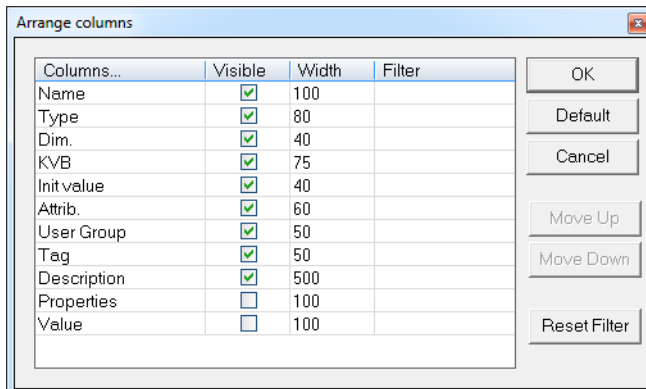 Arrange columns
Columns... Visible Width Filter
Name 100
Type 80
Dim. 40
KVB 75
Init value 40
Attrib. 60
User Group 50
Tag 50
Description 500
Properties 100
Value 100
OK
Default
Cancel
Move Up
Move Down
Reset Filter